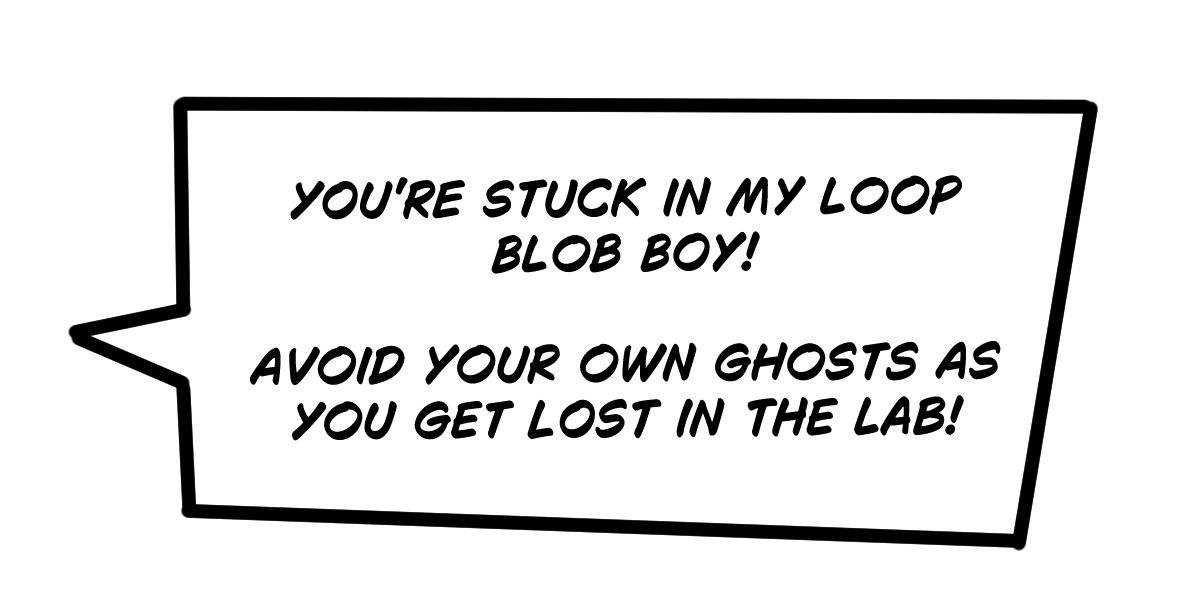 YOU'RE STUCK IN MY LOOP
BLOB BOY!
AVOID YOUR OWN GHOSTS AS
YOU GET LOST IN THE LAB!